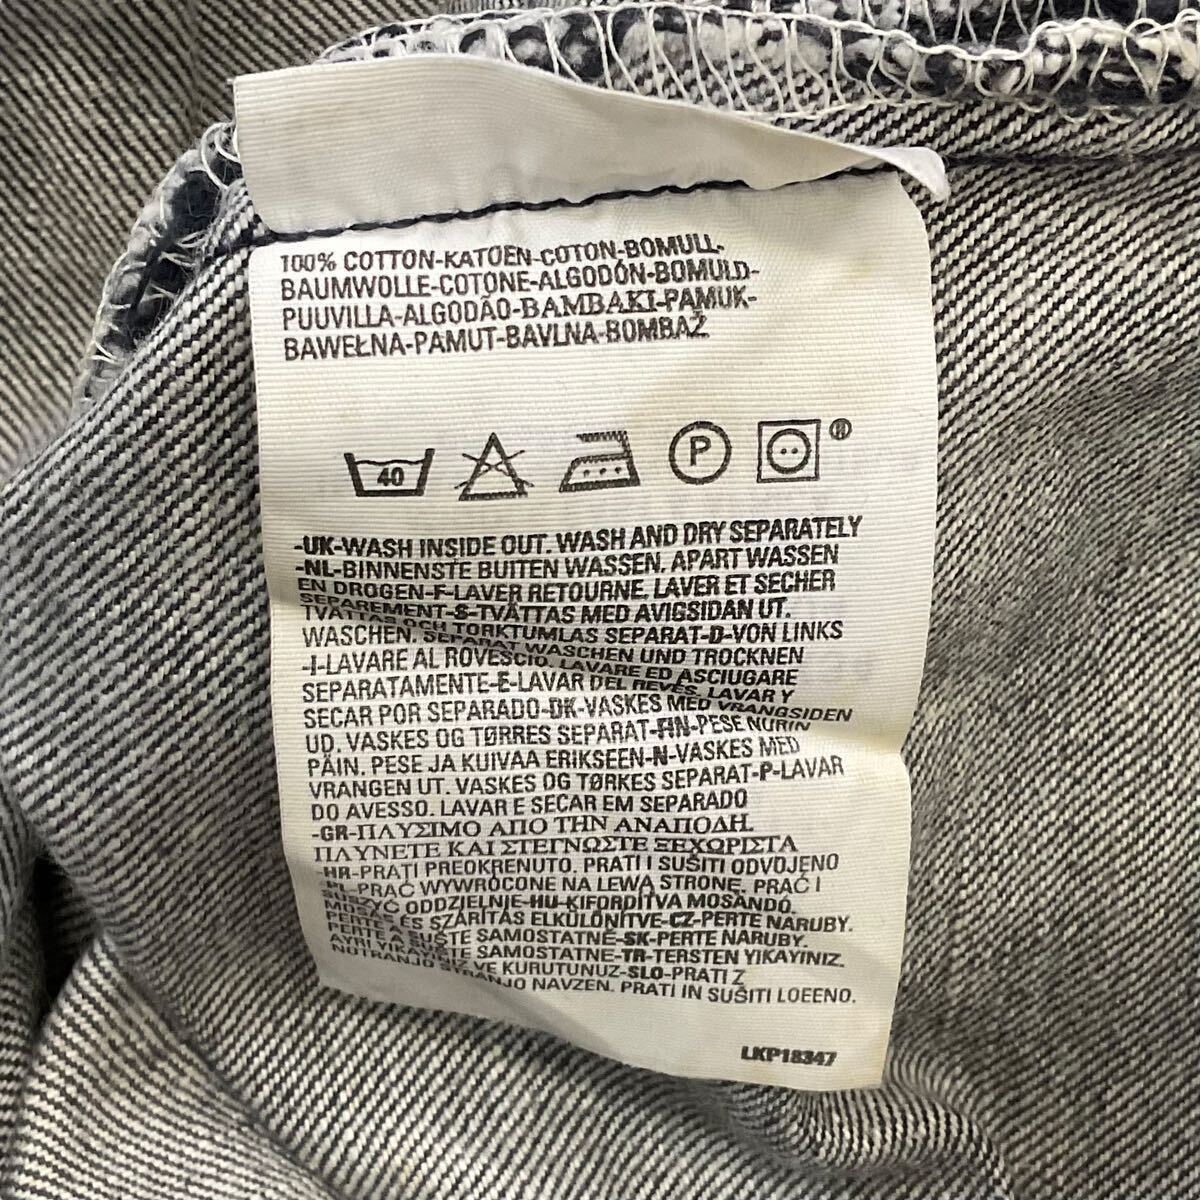 100% COTTON-KATOEN-COTON-BOMULL-
BAUMWOLLE-COTONE-ALGODÓN-BOMULD-
PUUVILLA-ALGODÃO-BAMBAKI-PAMUK-
BAWEŁNA-PAMUT-BAVLNA-BOMBAŽ
40 P ®
-UK-WASH INSIDE OUT. WASH AND DRY SEPARATELY
-NL-BINNENSTE BUITEN WASSEN. APART WASSEN
EN DROGEN-F-LAVER RETOURNE. LAVER ET SECHER
SEPAREMENT-S-TVÄTTAS MED AVIGSIDAN UT.
TVÄTTAS OCH TORKTUMLAS SEPARAT-D-VON LINKS
WASCHEN. SEPARAT WASCHEN UND TROCKNEN
-I-LAVARE AL ROVESCIO. LAVARE ED ASCIUGARE
SEPARATAMENTE-E-LAVAR DEL REVES. LAVAR Y
SECAR POR SEPARADO-DK-VASKES MED VRANGSIDEN
UD. VASKES OG TØRRES SEPARAT-FIN-PESE NURIN
PÄIN. PESE JA KUIVAA ERIKSEEN-N-VASKES MED
VRANGEN UT. VASKES OG TØRKES SEPARAT-P-LAVAR
DO AVESSO. LAVAR E SECAR EM SEPARADO
-GR-ΠΛΥΣΙΜΟ ΑΠΟ ΤΗΝ ΑΝΑΠΟΔΗ.
ΠΛΥΝΕΤΕ ΚΑΙ ΣΤΕΓΝΩΣΤΕ ΞΕΧΩΡΙΣΤΑ
-HR-PRATI PREOKRENUTO. PRATI I SUŠITI ODVOJENO
-PL-PRAĆ WYWRÓCONE NA LEWĄ STRONĘ. PRAĆ I
SUSZYĆ ODDZIELNIE-HU-KIFORDÍTVA MOSANDÓ.
MOSÁS ÉS SZÁRÍTÁS ELKÜLÖNÍTVE-CZ-PERTE NARUBY.
PERTE A SUŠTE SAMOSTATNĚ-SK-PERTE NARUBY.
SAMOSTATNE-TR-TERSTEN YIKAYINIZ.
AYRI YIKAYINIZ VE KURUTUNUZ-SLO-PRATI Z
NOTRANJO STRANJO NAVZEN. PRATI IN SUŠITI LOEENO.
LKP18347